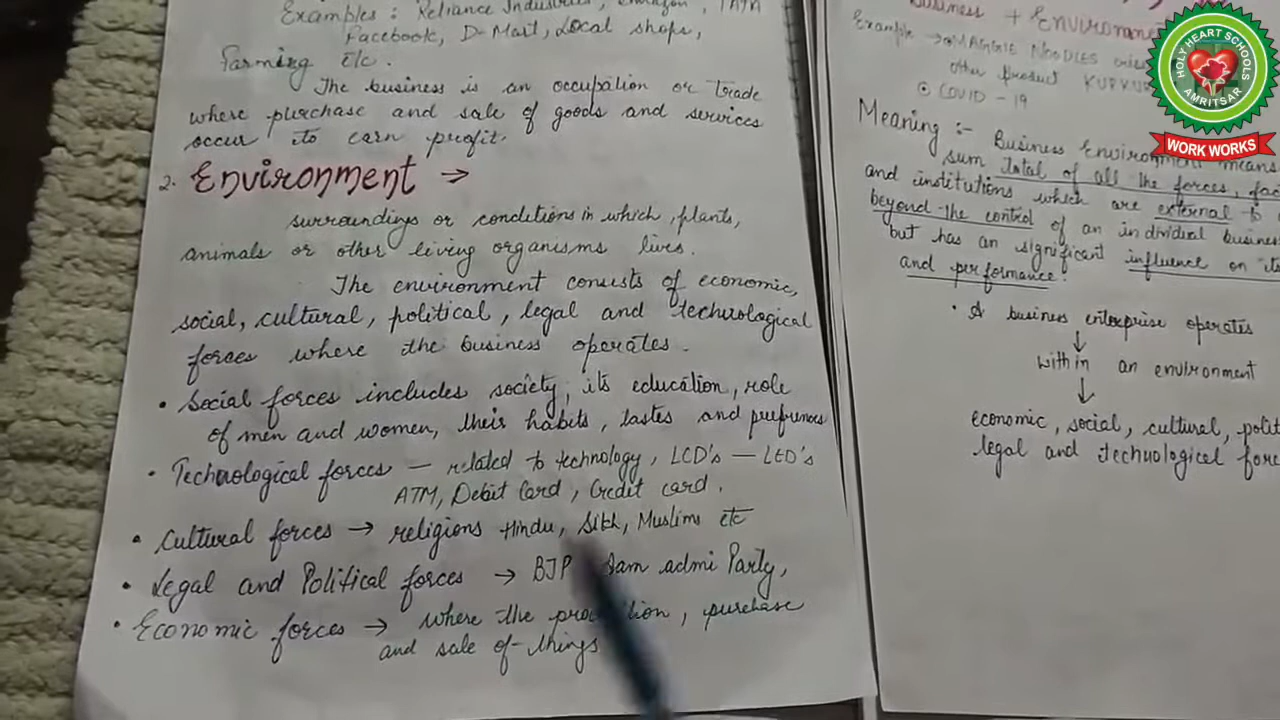 Examples : Reliance Industries, Amazon, TATA
Facebook, D-Mart, Local shops,
Farming etc.
The business is an occupation or trade
where purchase and sale of goods and services
occur to earn profit.
2. Environment →
surroundings or conditions in which, plants,
animals or other living organisms lives.
The environment consists of economic,
social, cultural, political, legal and technological
forces where the business operates.
• Social forces includes society, its education, role
of men and women, their habits, tastes and prefrences
• Technological forces — related to technology, LCD's — LED's
ATM, Debit Card, Credit card.
• Cultural forces → religions Hindu, Sikh, Muslims etc
• Legal and Political forces → BJP, Aam admi Party,
• Economic forces → where the production, purchase
and sale of things
Business + Environment
Example → MAGGIE NOODLES
other product KURKURE
COVID - 19
Meaning :- Business Environment means
sum total of all the forces,
and institutions which are external to
beyond the control of an individial business
but has an significant influence on its
and performance.
• A business enterprise operates
↓
within an environment
↓
economic, social, cultural,
legal and technological
HOLY HEART SCHOOLS
AMRITSAR
WORK WORKS